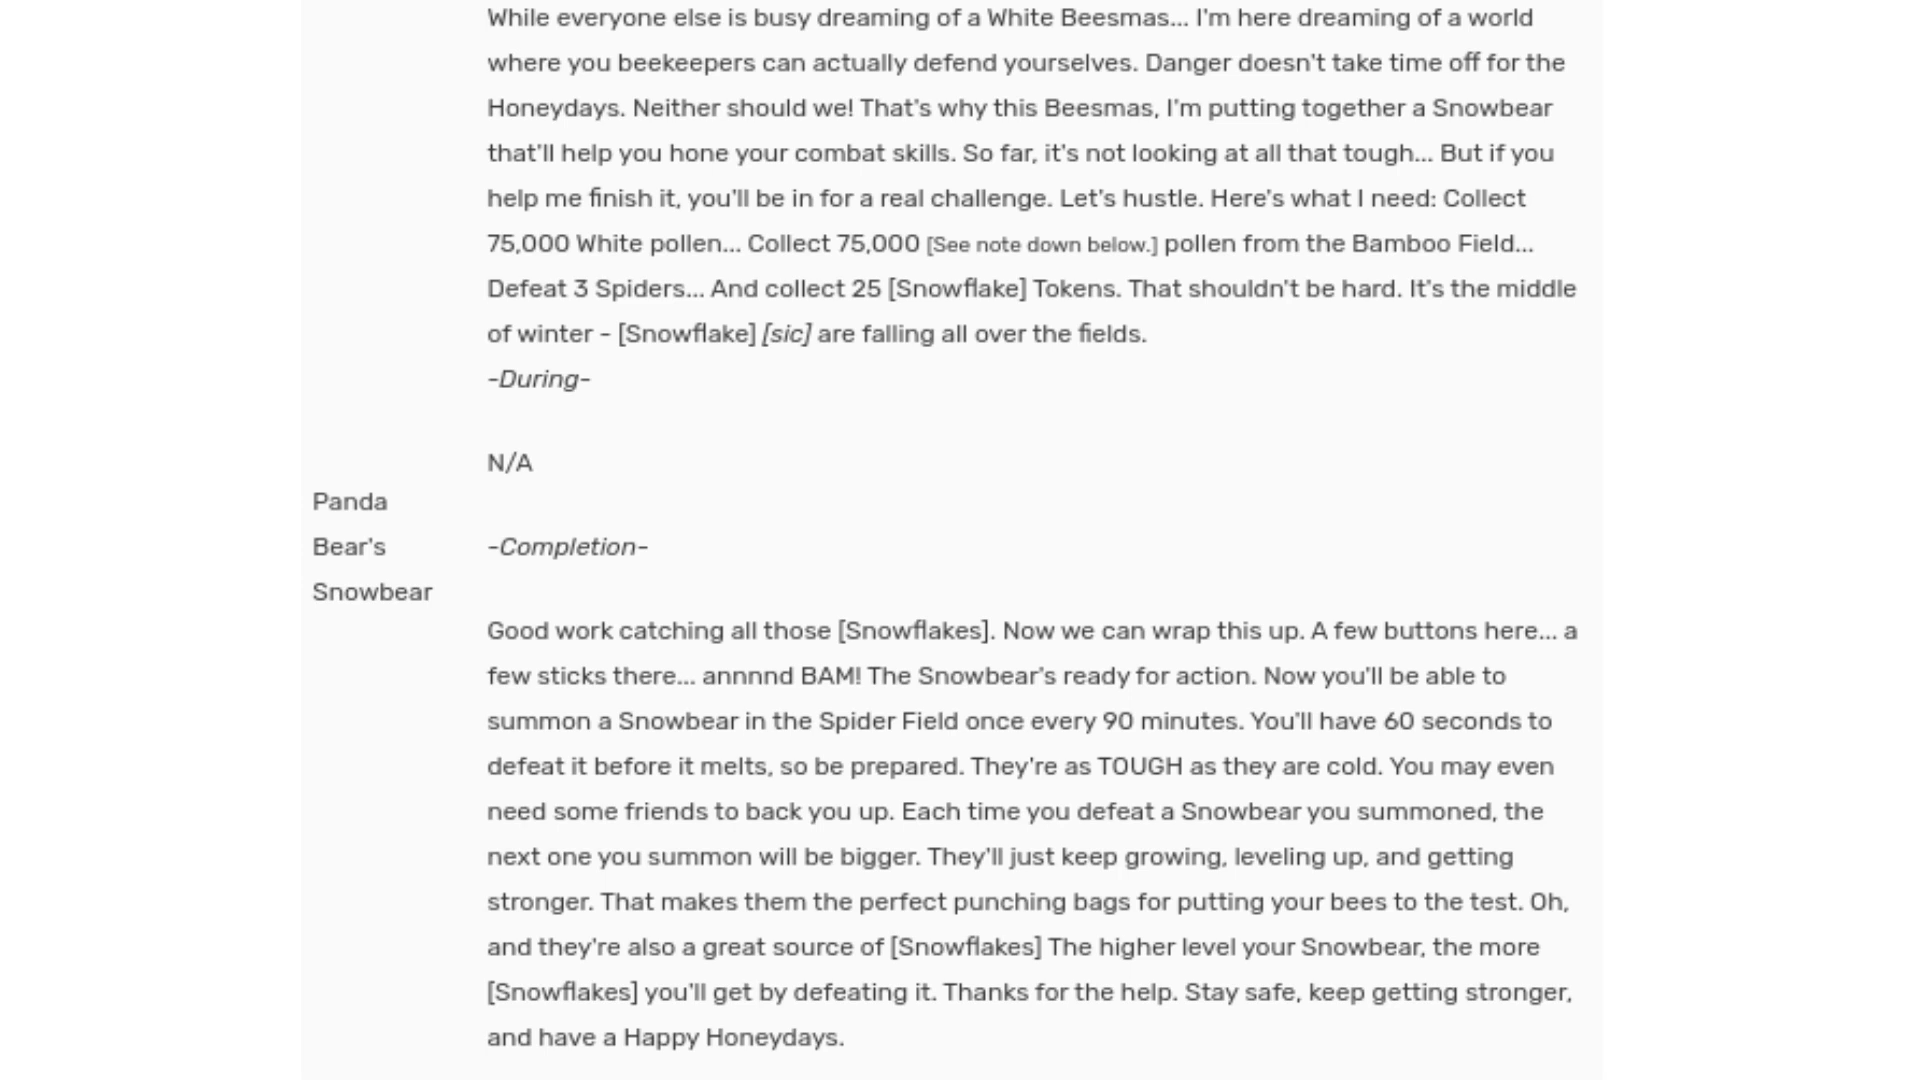 While everyone else is busy dreaming of a White Beesmas... I'm here dreaming of a world
where you beekeepers can actually defend yourselves. Danger doesn't take time off for the
Honeydays. Neither should we! That's why this Beesmas, I'm putting together a Snowbear
that'll help you hone your combat skills. So far, it's not looking at all that tough... But if you
help me finish it, you'll be in for a real challenge. Let's hustle. Here's what I need: Collect
75,000 White pollen... Collect 75,000 [See note down below.] pollen from the Bamboo Field...
Defeat 3 Spiders... And collect 25 [Snowflake] Tokens. That shouldn't be hard. It's the middle
of winter - [Snowflake] [sic] are falling all over the fields.
-During-
N/A
Panda
Bear's
Snowbear
-Completion-
Good work catching all those [Snowflakes]. Now we can wrap this up. A few buttons here... a
few sticks there... annnnd BAM! The Snowbear's ready for action. Now you'll be able to
summon a Snowbear in the Spider Field once every 90 minutes. You'll have 60 seconds to
defeat it before it melts, so be prepared. They're as TOUGH as they are cold. You may even
need some friends to back you up. Each time you defeat a Snowbear you summoned, the
next one you summon will be bigger. They'll just keep growing, leveling up, and getting
stronger. That makes them the perfect punching bags for putting your bees to the test. Oh,
and they're also a great source of [Snowflakes] The higher level your Snowbear, the more
[Snowflakes] you'll get by defeating it. Thanks for the help. Stay safe, keep getting stronger,
and have a Happy Honeydays.